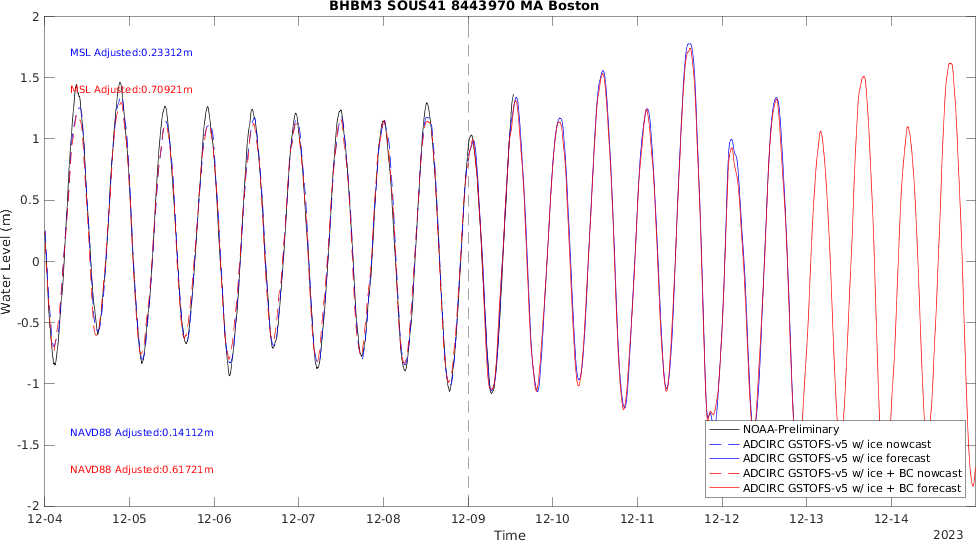 BHBM3 SOUS41 8443970 MA Boston
MSL Adjusted:0.23312m
MSL Adjusted:0.70921m
NAVD88 Adjusted:0.14112m
NAVD88 Adjusted:0.61721m
Water Level (m)
2
1.5
1
0.5
0
-0.5
-1
-1.5
-2
NOAA-Preliminary
ADCIRC GSTOFS-v5 w/ ice nowcast
ADCIRC GSTOFS-v5 w/ ice forecast
ADCIRC GSTOFS-v5 w/ ice + BC nowcast
ADCIRC GSTOFS-v5 w/ ice + BC forecast
12-04 12-05 12-06 12-07 12-08 12-09 12-10 12-11 12-12 12-13 12-14
Time
2023